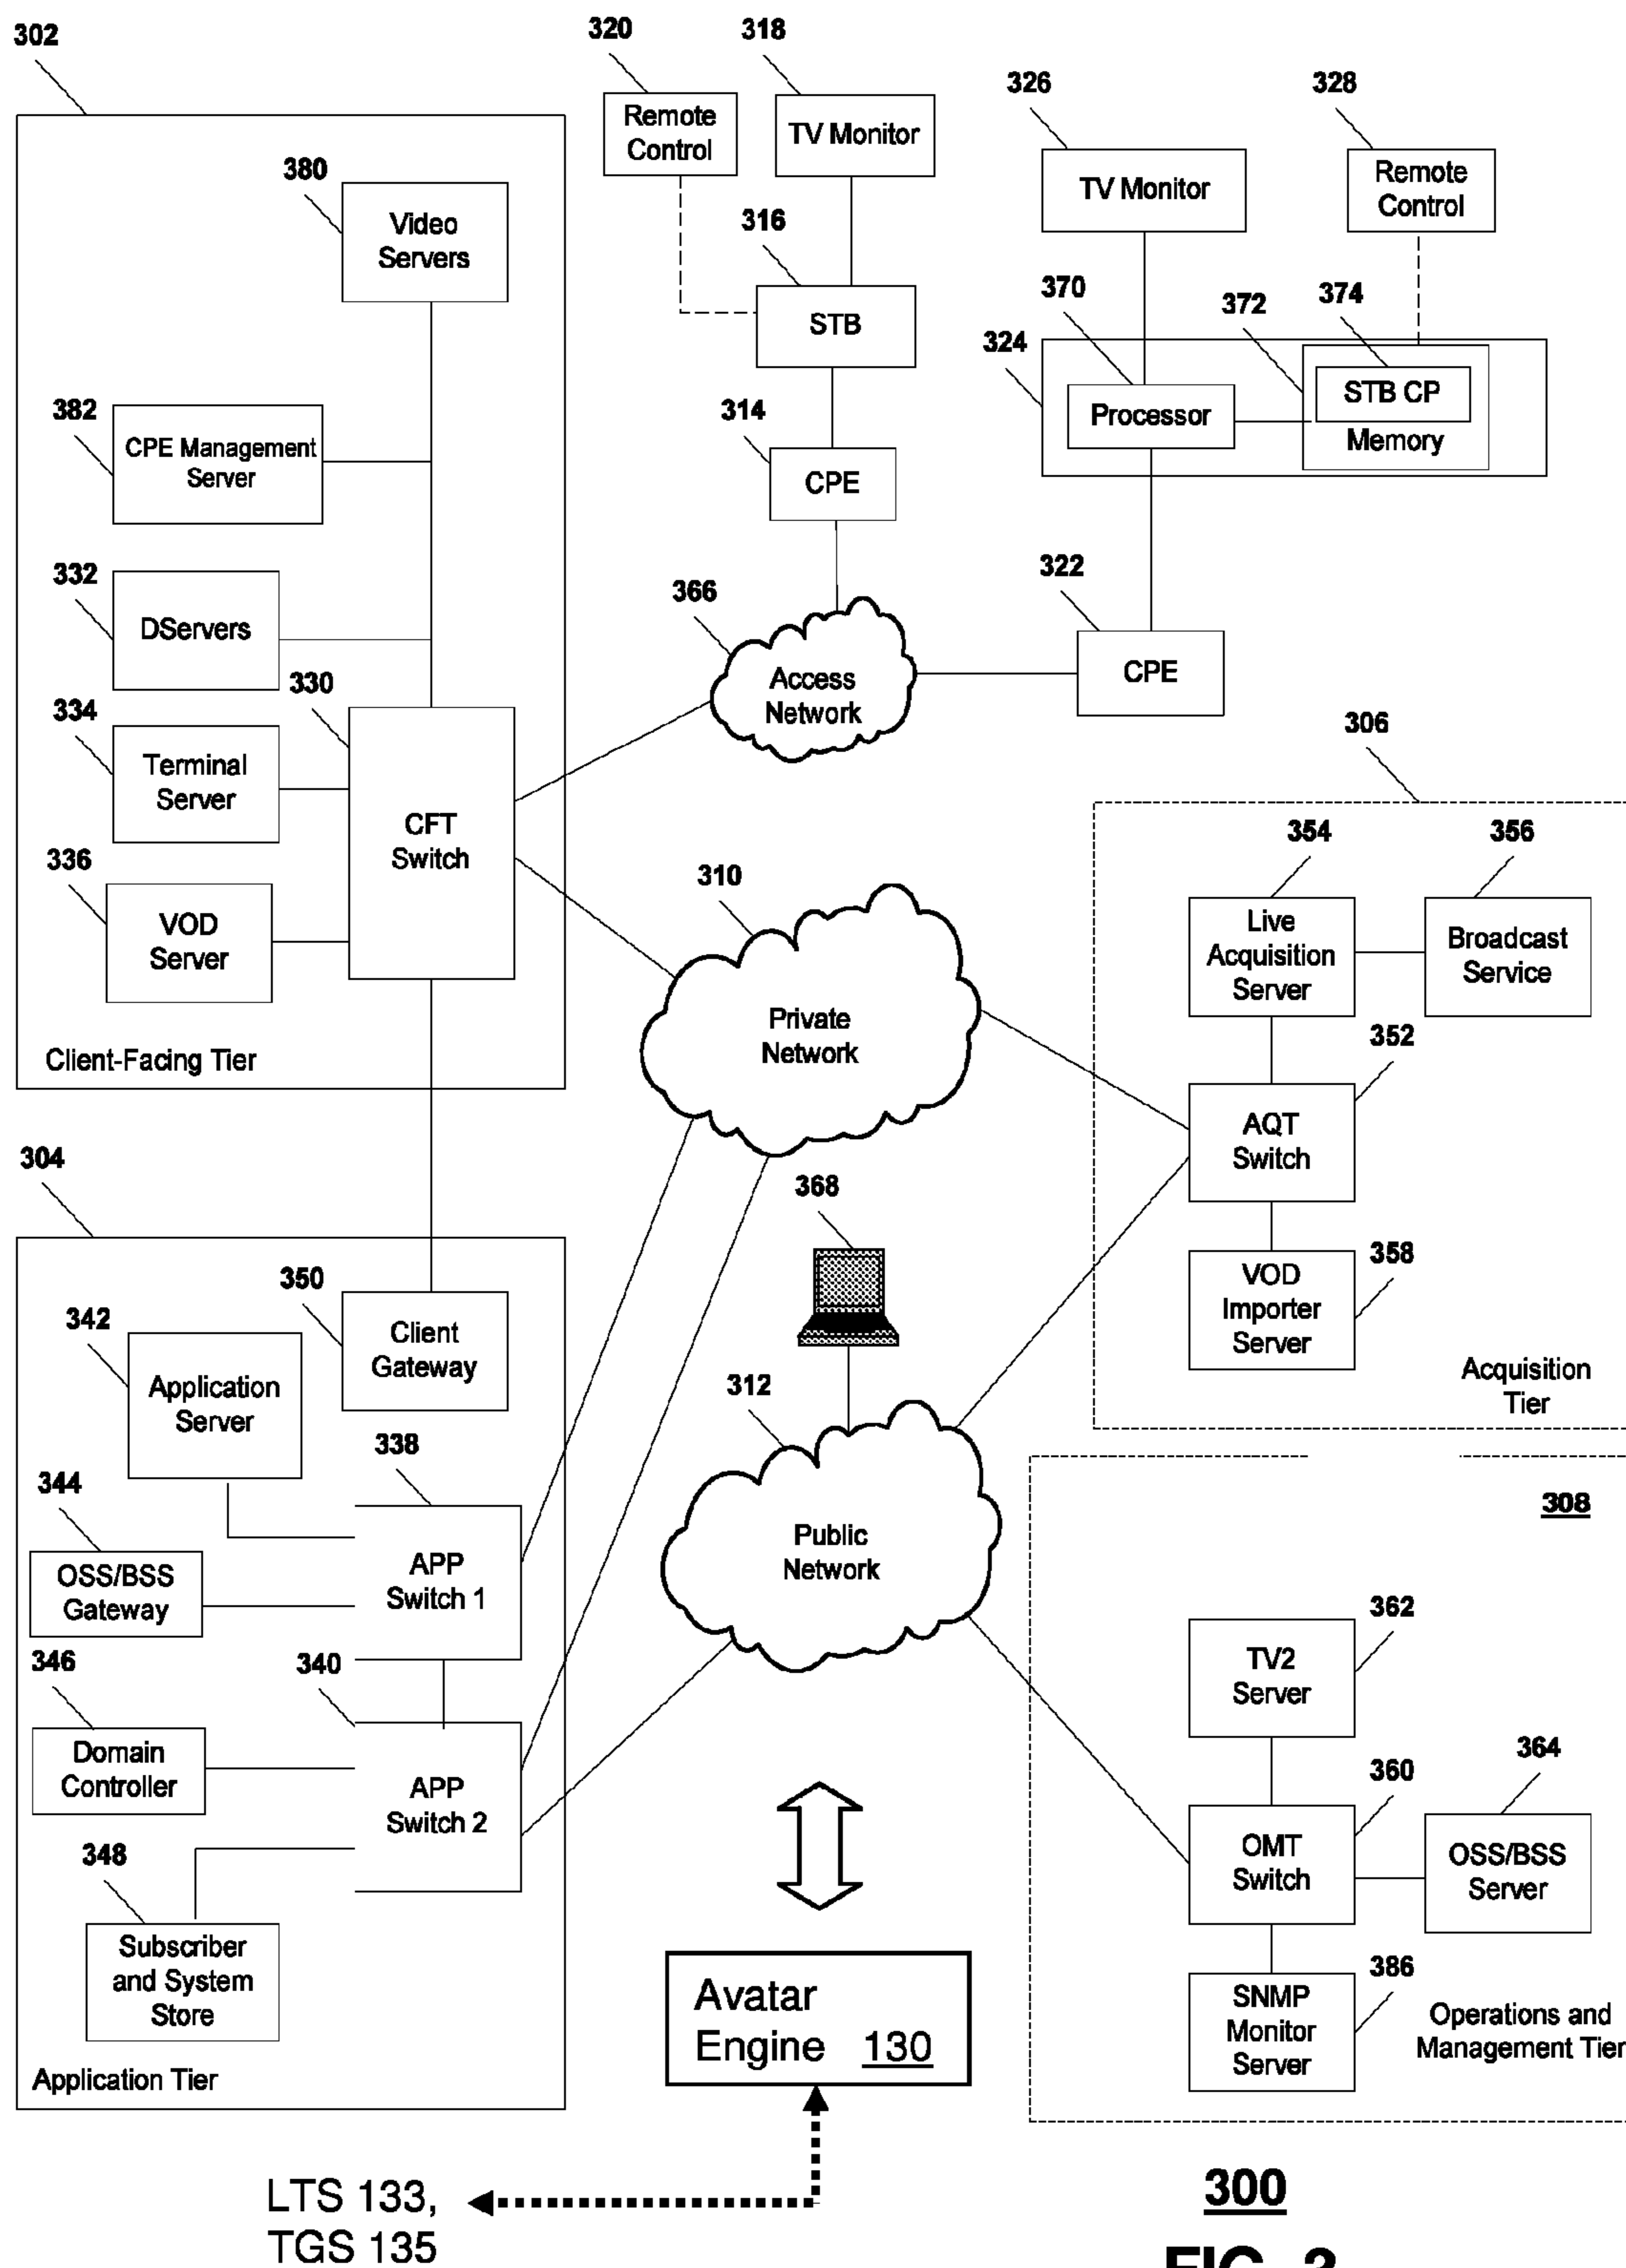 302
320
318
326
328
Remote
Control
TV Monitor
TV Monitor
Remote
Control
380
Video
Servers
316
STB
370
372
374
324
STB CP
Processor
Memory
382
CPE Management
Server
314
CPE
332
DServers
366
322
Access
Network
CPE
330
334
Terminal
Server
CFT
Switch
336
VOD
Server
306
354
356
310
Live
Acquisition
Server
Broadcast
Service
Private
Network
352
Client-Facing Tier
AQT
Switch
304
368
350
358
VOD
Importer
Server
342
Client
Gateway
Application
Server
312
Acquisition
Tier
338
344
308
OSS/BSS
Gateway
APP
Switch 1
Public
Network
362
TV2
Server
346
340
Domain
Controller
APP
Switch 2
364
360
348
OMT
Switch
OSS/BSS
Server
Subscriber
and System
Store
386
Avatar
Engine 130
SNMP
Monitor
Server
Operations and
Management Tier
Application Tier
LTS 133,
TGS 135
300